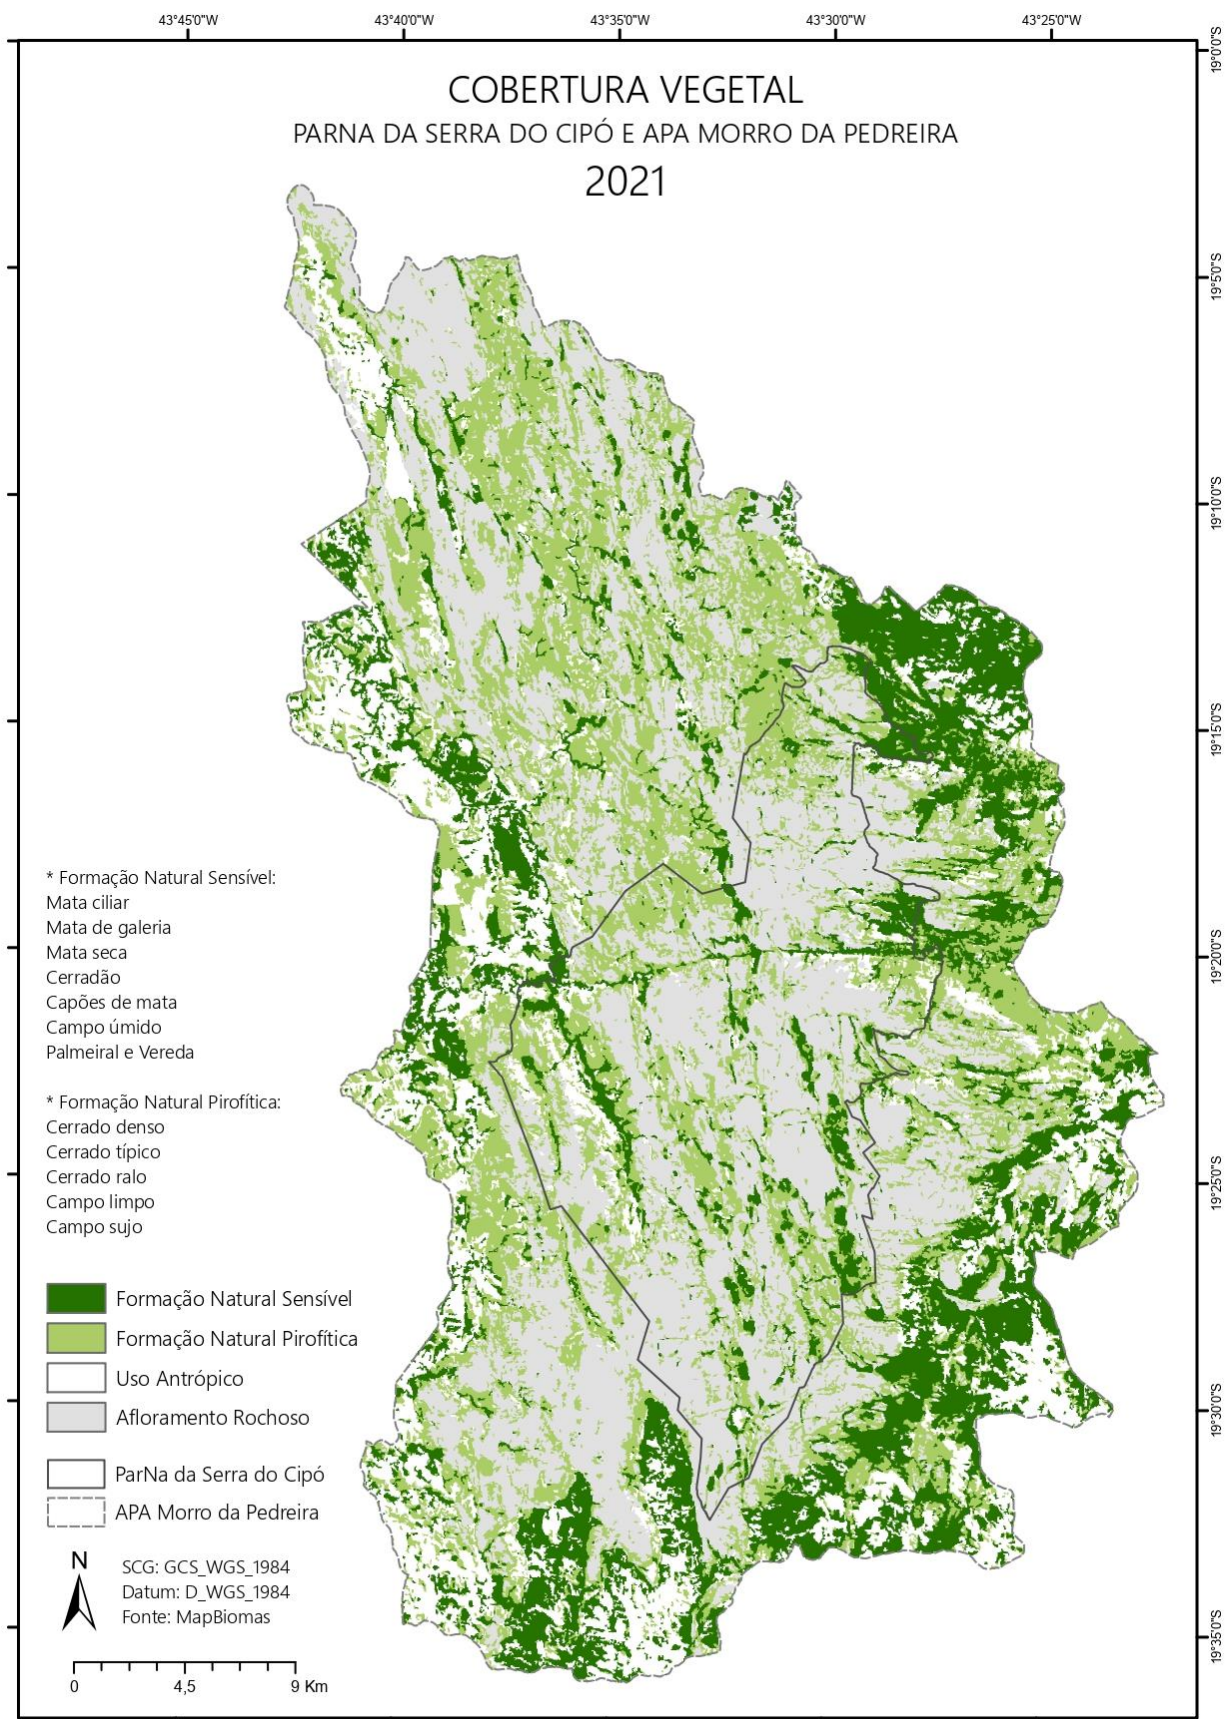 43°45'0"W 43°40'0"W 43°35'0"W 43°30'0"W 43°25'0"W
COBERTURA VEGETAL
PARNA DA SERRA DO CIPÓ E APA MORRO DA PEDREIRA
2021
19°0'0"S
19°5'0"S
19°10'0"S
19°15'0"S
19°20'0"S
19°25'0"S
19°30'0"S
19°35'0"S
* Formação Natural Sensível:
Mata ciliar
Mata de galeria
Mata seca
Cerradão
Capões de mata
Campo úmido
Palmeiral e Vereda
* Formação Natural Pirofítica:
Cerrado denso
Cerrado típico
Cerrado ralo
Campo limpo
Campo sujo
Formação Natural Sensível
Formação Natural Pirofítica
Uso Antrópico
Afloramento Rochoso
ParNa da Serra do Cipó
APA Morro da Pedreira
N
SCG: GCS_WGS_1984
Datum: D_WGS_1984
Fonte: MapBiomas
0 4,5 9 Km